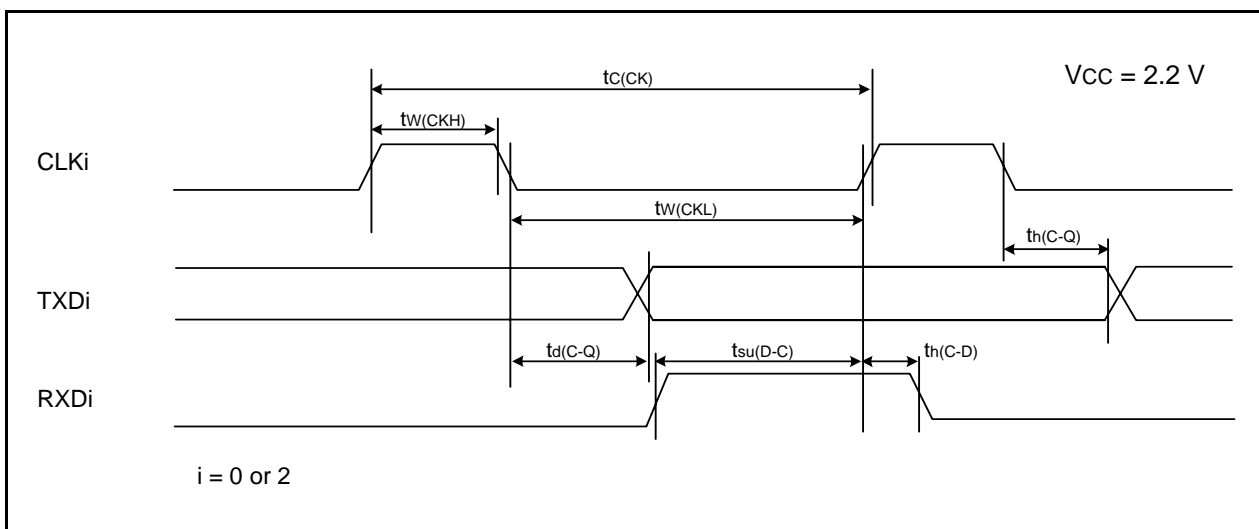 tC(CK)
VCC = 2.2 V
tW(CKH)
CLKi
tW(CKL)
th(C-Q)
TXDi
td(C-Q)
tsu(D-C)
th(C-D)
RXDi
i = 0 or 2